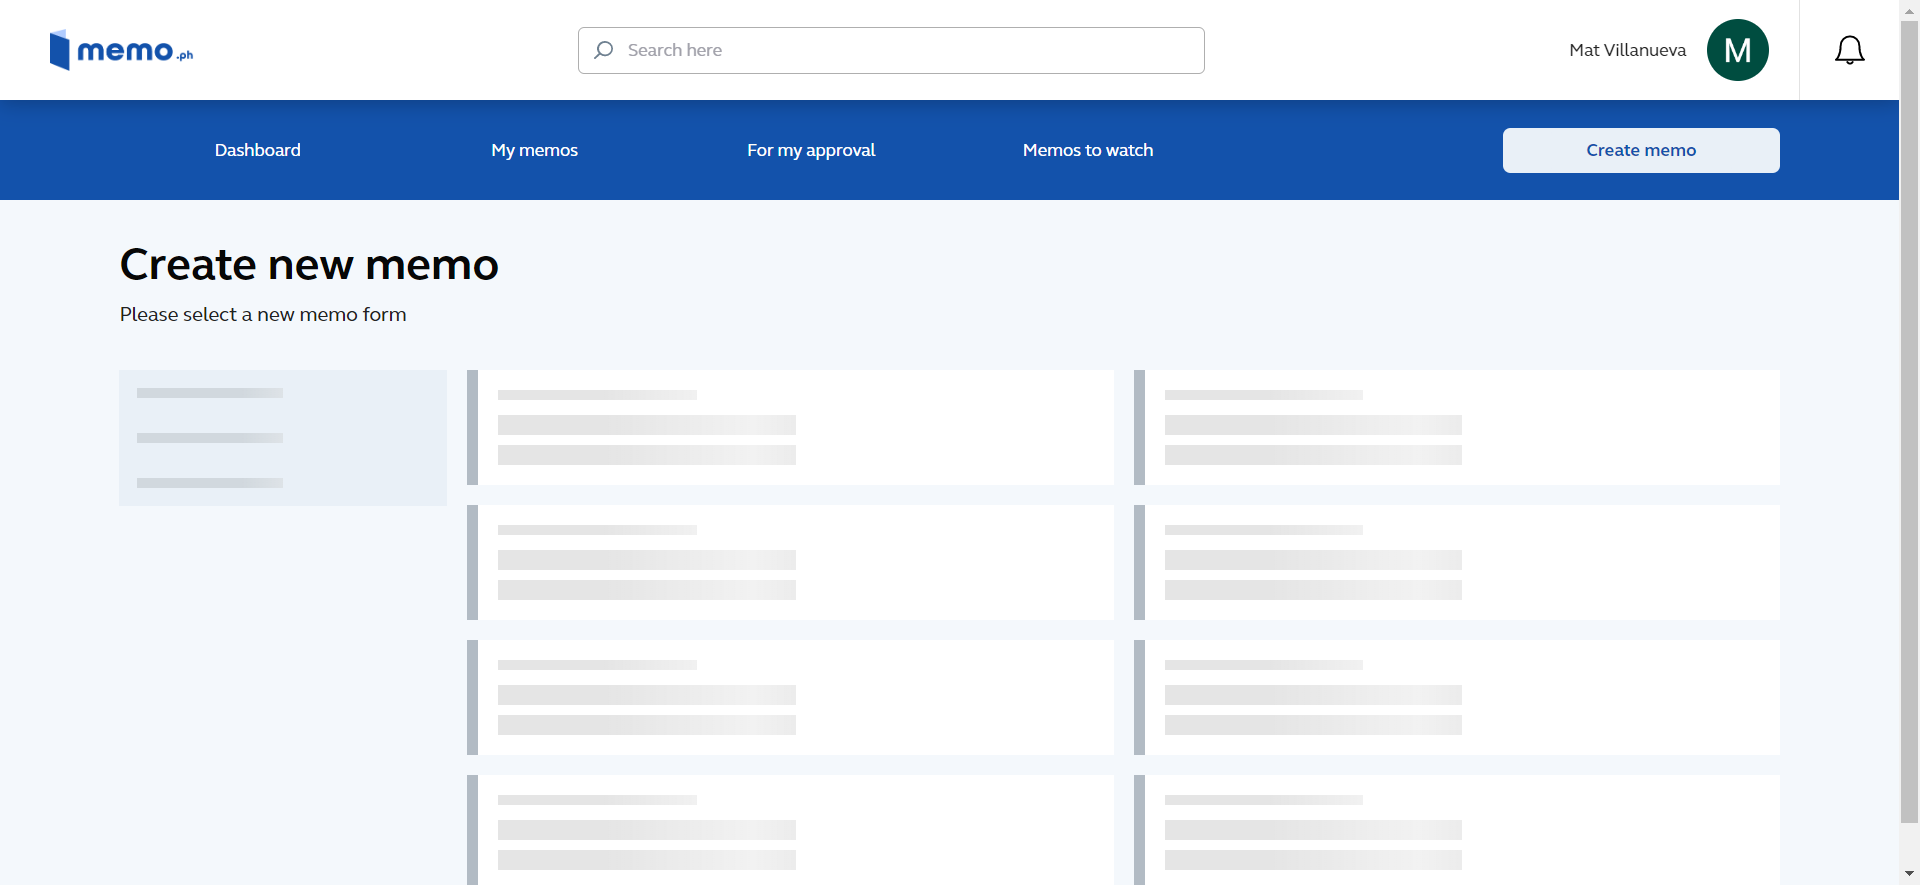 memo.ph
Search here
Mat Villanueva
M
Dashboard
My memos
For my approval
Memos to watch
Create memo
Create new memo
Please select a new memo form